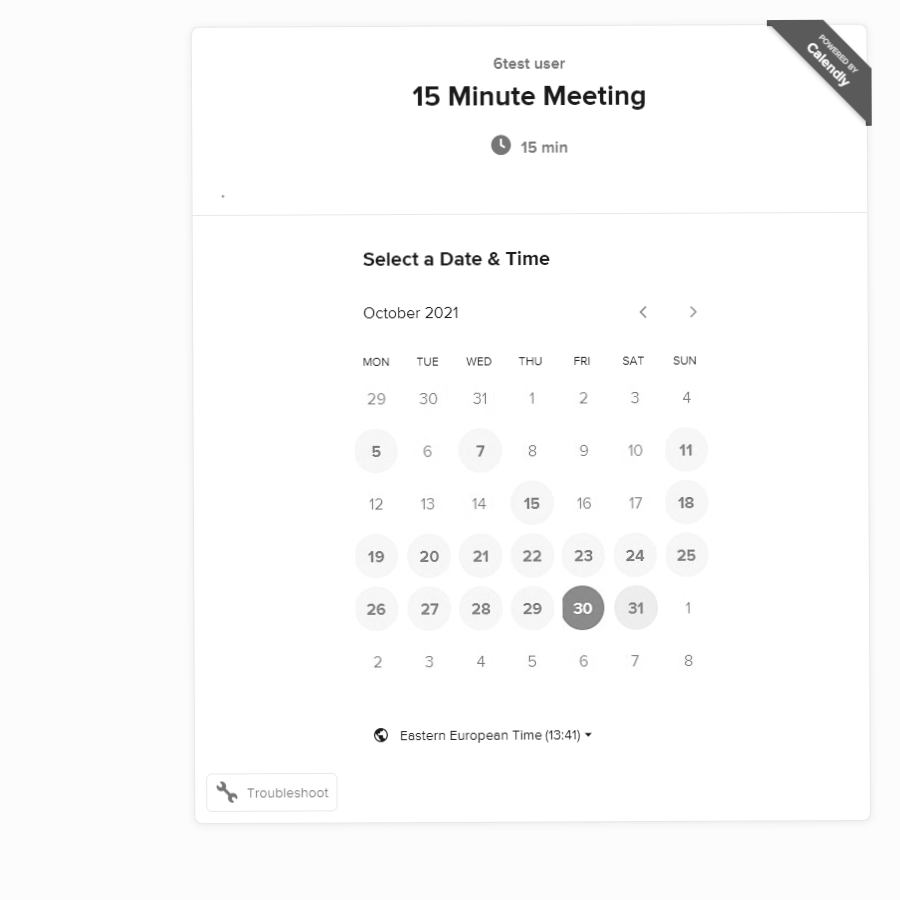 POWERED BY
Calendly
6test user
15 Minute Meeting
15 min
Select a Date & Time
October 2021
MON TUE WED THU FRI SAT SUN
29 30 31 1 2 3 4
5 6 7 8 9 10 11
12 13 14 15 16 17 18
19 20 21 22 23 24 25
26 27 28 29 30 31 1
2 3 4 5 6 7 8
Eastern European Time (13:41)
Troubleshoot